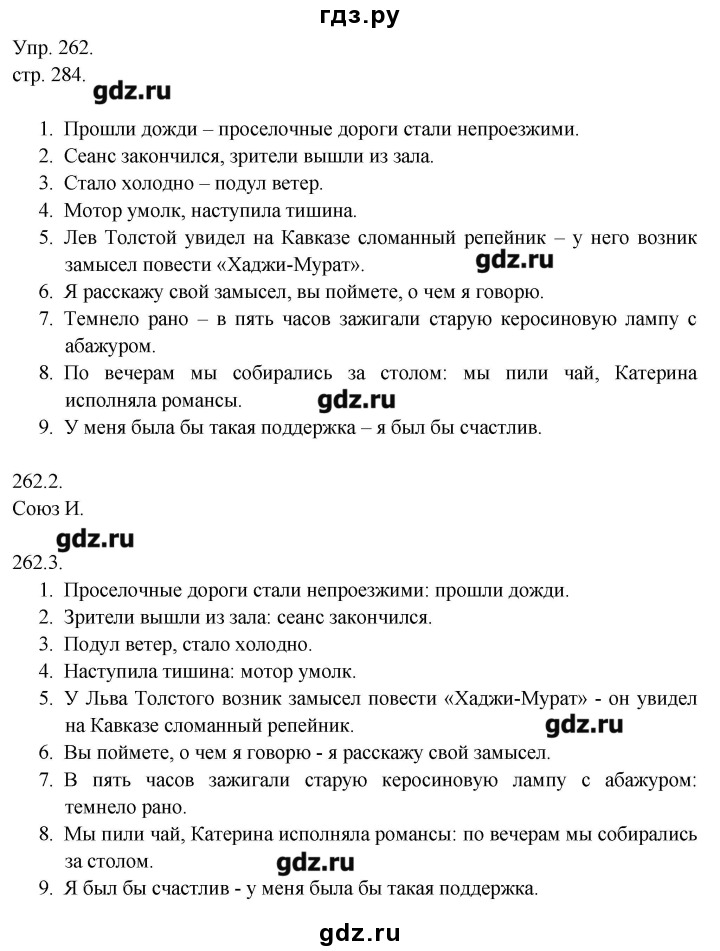 гдз.ру
Упр. 262.
стр. 284.
gdz.ru
1. Прошли дожди – проселочные дороги стали непроезжими.
2. Сеанс закончился, зрители вышли из зала.
3. Стало холодно – подул ветер.
4. Мотор умолк, наступила тишина.
5. Лев Толстой увидел на Кавказе сломанный репейник – у него возник
замысел повести «Хаджи-Мурат».
gdz.ru
6. Я расскажу свой замысел, вы поймете, о чем я говорю.
7. Темнело рано – в пять часов зажигали старую керосиновую лампу с
абажуром.
8. По вечерам мы собирались за столом: мы пили чай, Катерина
исполняла романсы.
gdz.ru
9. У меня была бы такая поддержка – я был бы счастлив.
262.2.
Союз И.
gdz.ru
262.3.
1. Проселочные дороги стали непроезжими: прошли дожди.
2. Зрители вышли из зала: сеанс закончился.
3. Подул ветер, стало холодно.
4. Наступила тишина: мотор умолк.
5. У Льва Толстого возник замысел повести «Хаджи-Мурат» - он увидел
на Кавказе сломанный репейник.
gdz.ru
6. Вы поймете, о чем я говорю - я расскажу свой замысел.
7. В пять часов зажигали старую керосиновую лампу с абажуром:
темнело рано.
8. Мы пили чай, Катерина исполняла романсы: по вечерам мы собирались
за столом.
gdz.ru
9. Я был бы счастлив - у меня была бы такая поддержка.
gdz.ru